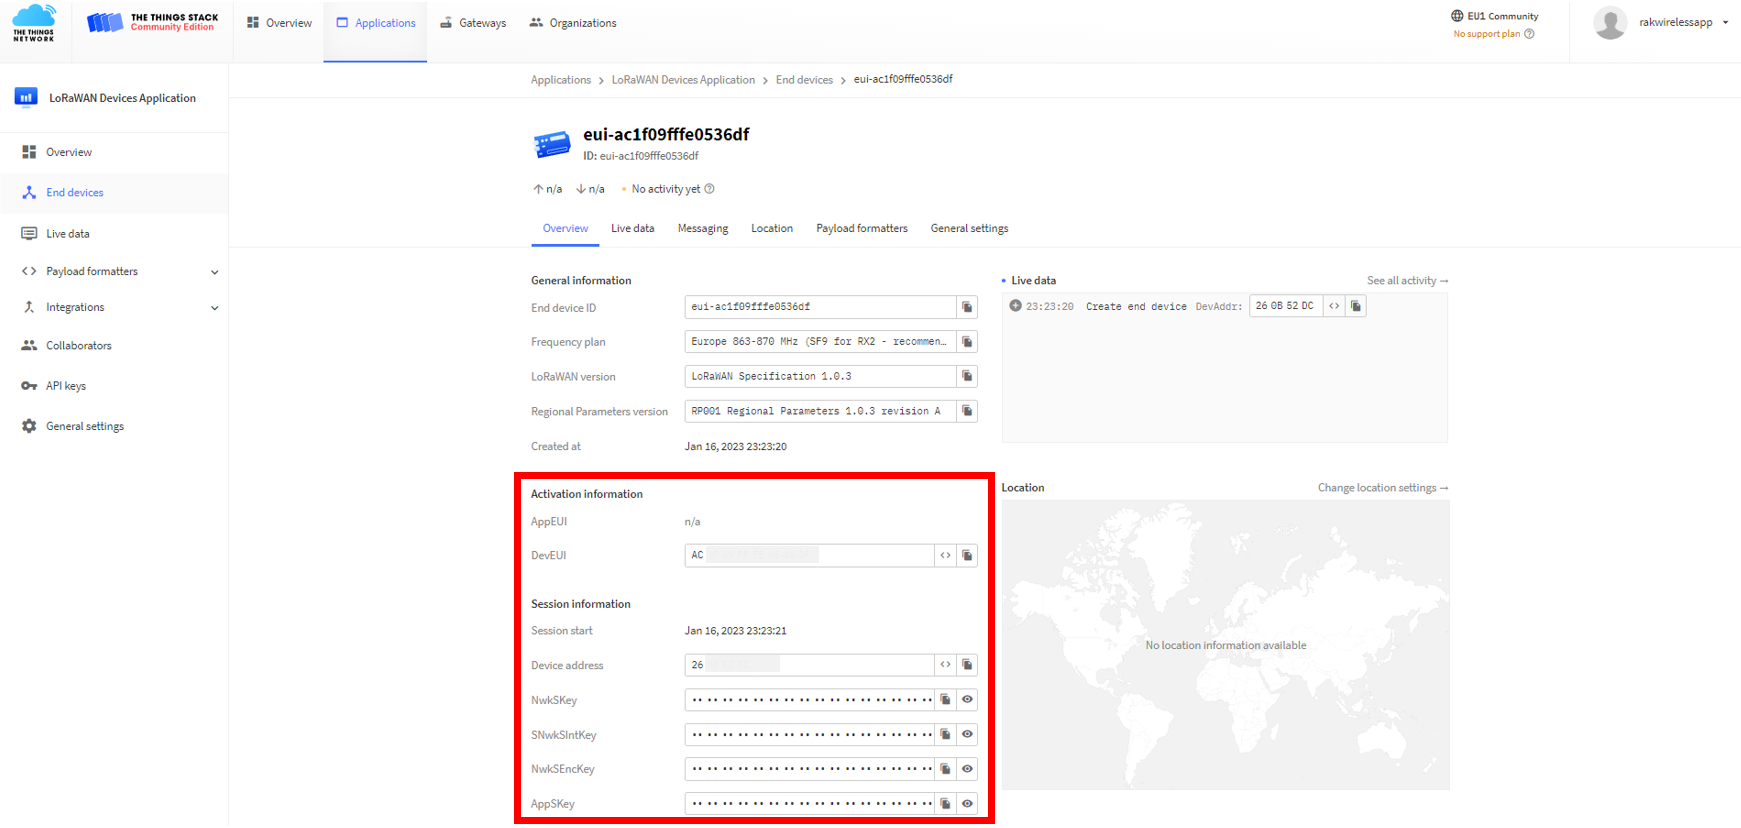 THE THINGS
NETWORK
THE THINGS STACK
Community Edition
Overview
Applications
Gateways
Organizations
EU1 Community
No support plan
rakwirelessapp
LoRaWAN Devices Application
Overview
End devices
Live data
Payload formatters
Integrations
Collaborators
API keys
General settings
Applications > LoRaWAN Devices Application > End devices > eui-ac1f09fffe0536df
eui-ac1f09fffe0536df
ID: eui-ac1f09fffe0536df
↑ n/a ↓ n/a • No activity yet
Overview Live data Messaging Location Payload formatters General settings
General information
End device ID eui-ac1f09fffe0536df
Frequency plan Europe 863-870 MHz (SF9 for RX2 - recommen…
LoRaWAN version LoRaWAN Specification 1.0.3
Regional Parameters version RP001 Regional Parameters 1.0.3 revision A
Created at Jan 16, 2023 23:23:20
Activation information
AppEUI n/a
DevEUI AC
Session information
Session start Jan 16, 2023 23:23:21
Device address 26
NwkSKey
SNwkSIntKey
NwkSEncKey
AppSKey
Live data See all activity →
23:23:20 Create end device DevAddr: 26 0B 52 DC
Location Change location settings →
No location information available